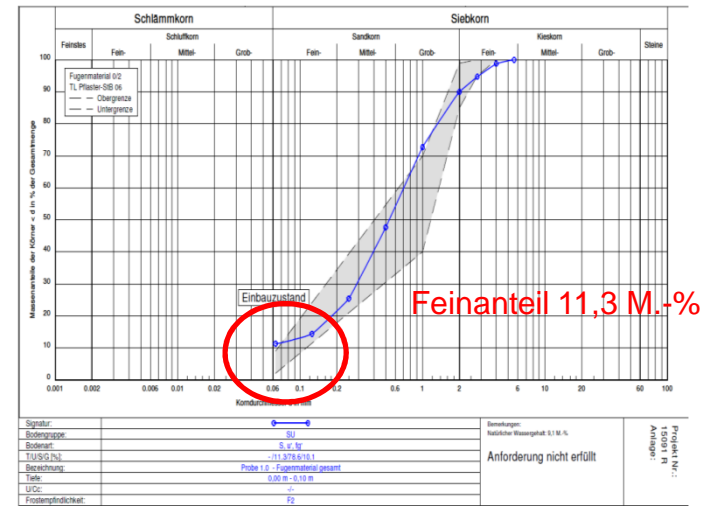 Schlämmkorn Siebkorn
Feinstes Schluffkorn Sandkorn Kieskorn Steine
Fein- Mittel- Grob- Fein- Mittel- Grob- Fein- Mittel- Grob-
100
Fugenmaterial 0/2
TL Pflaster-StB 06
Obergrenze
Untergrenze
90
80
70
60
50
40
30
20
10
0
Massenanteile der Körner < d in % der Gesamtmenge
Einbauzustand
Feinanteil 11,3 M.-%
0.001 0.002 0.006 0.01 0.02 0.06 0.1 0.2 0.6 1 2 6 10 20 60 100
Korndurchmesser d in mm
Signatur:
Bodengruppe: SU
Bodenart: S, u', fg'
T/U/S/G [%]: - /11.3/78.6/10.1
Bezeichnung: Probe 1.0 - Fugenmaterial gesamt
Tiefe: 0,00 m - 0,10 m
U/Cc: -/-
Frostempfindlichkeit: F2
Bemerkungen:
Natürlicher Wassergehalt: 9,1 M.-%
Anforderung nicht erfüllt
Projekt Nr.:
15091 R
Anlage: